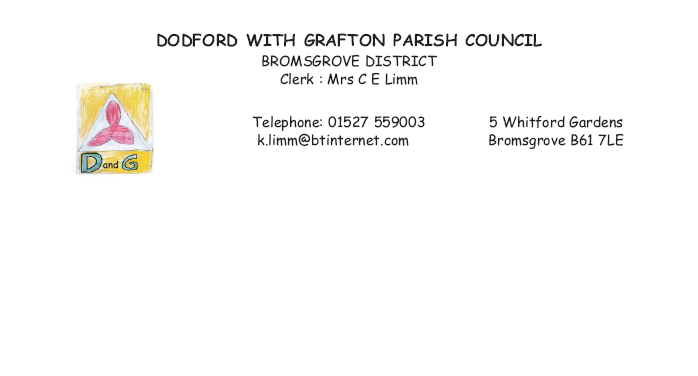 DODFORD WITH GRAFTON PARISH COUNCIL
BROMSGROVE DISTRICT
Clerk : Mrs C E Limm
Telephone: 01527 559003
5 Whitford Gardens
k.limm@btinternet.com
Bromsgrove B61 7LE
D and G